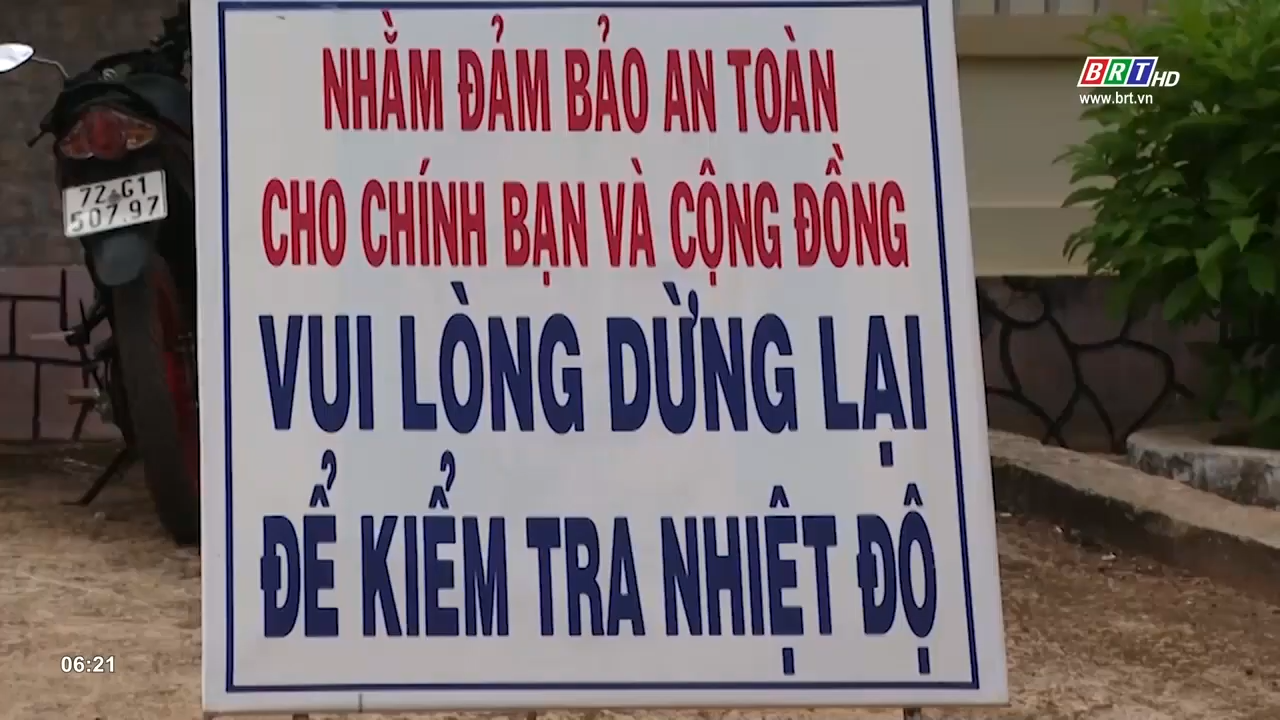 NHẰM ĐẢM BẢO AN TOÀN
CHO CHÍNH BẠN VÀ CỘNG ĐỒNG
VUI LÒNG DỪNG LẠI
ĐỂ KIỂM TRA NHIỆT ĐỘ
BRT HD
www.brt.vn
72-G1
507.97
06:21